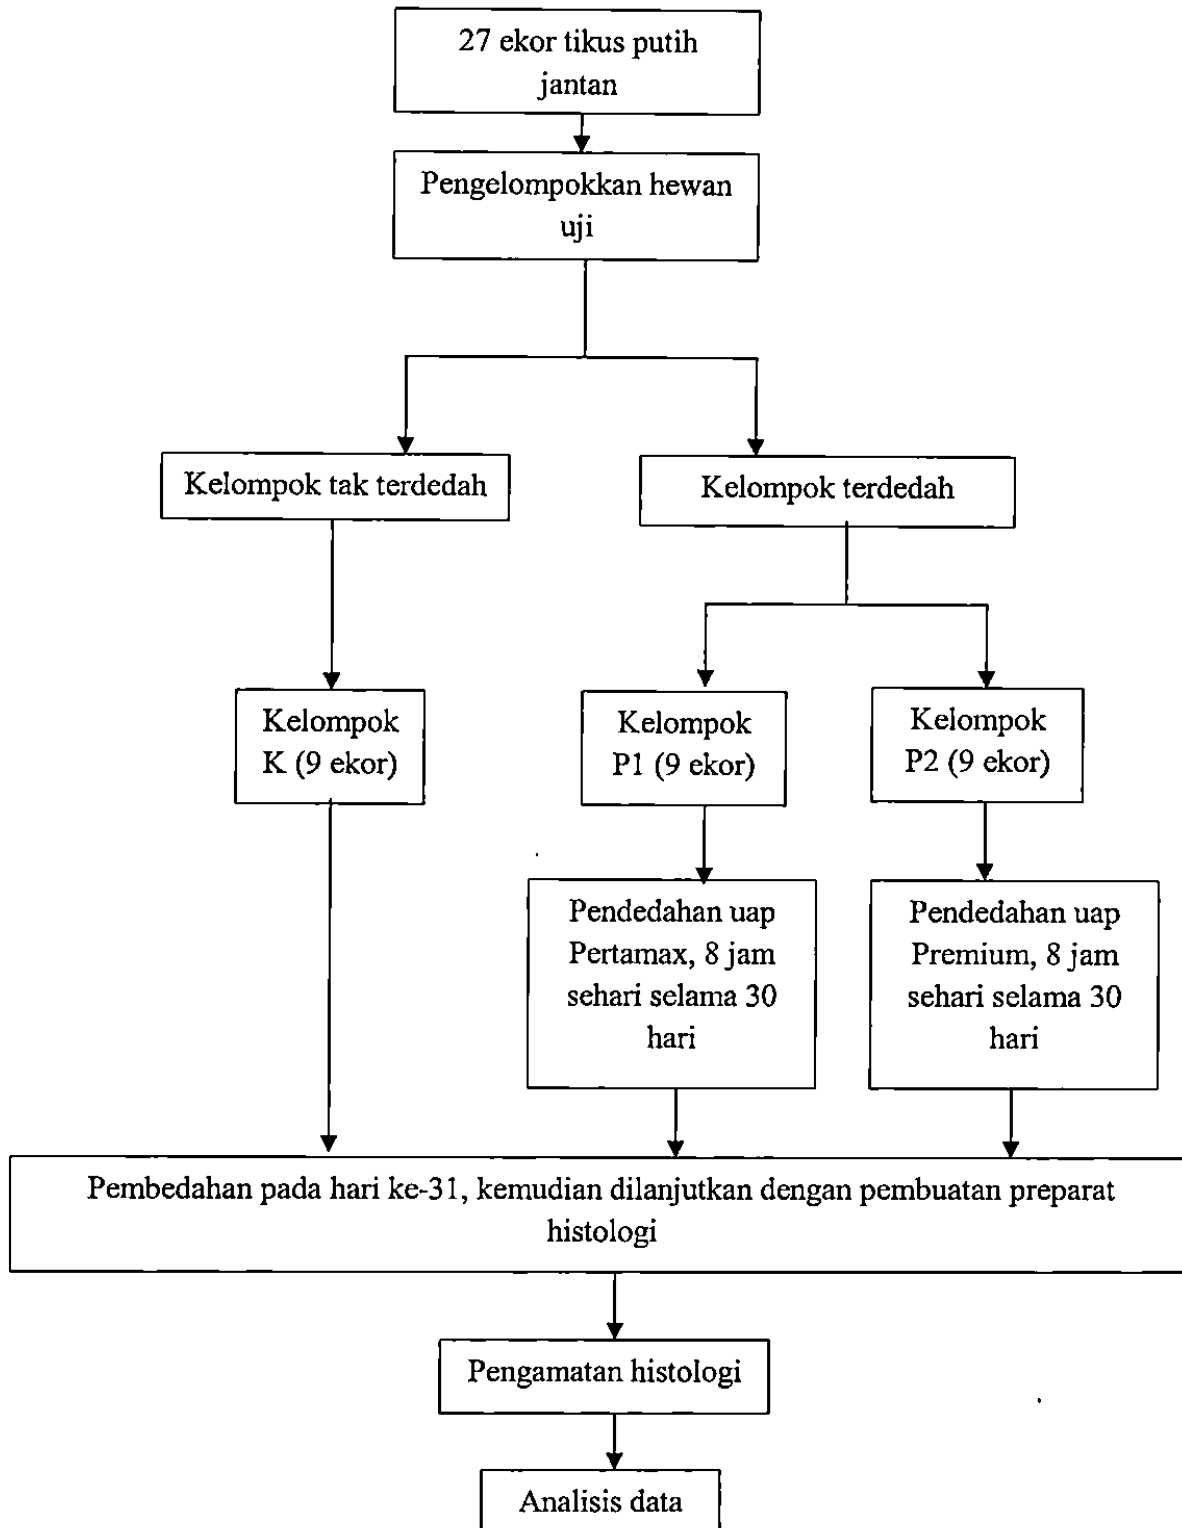 27 ekor tikus putih
jantan
Pengelompokkan hewan
uji
Kelompok tak terdedah
Kelompok terdedah
Kelompok
K (9 ekor)
Kelompok
P1 (9 ekor)
Kelompok
P2 (9 ekor)
Pendedahan uap
Pertamax, 8 jam
sehari selama 30
hari
Pendedahan uap
Premium, 8 jam
sehari selama 30
hari
Pembedahan pada hari ke-31, kemudian dilanjutkan dengan pembuatan preparat
histologi
Pengamatan histologi
Analisis data